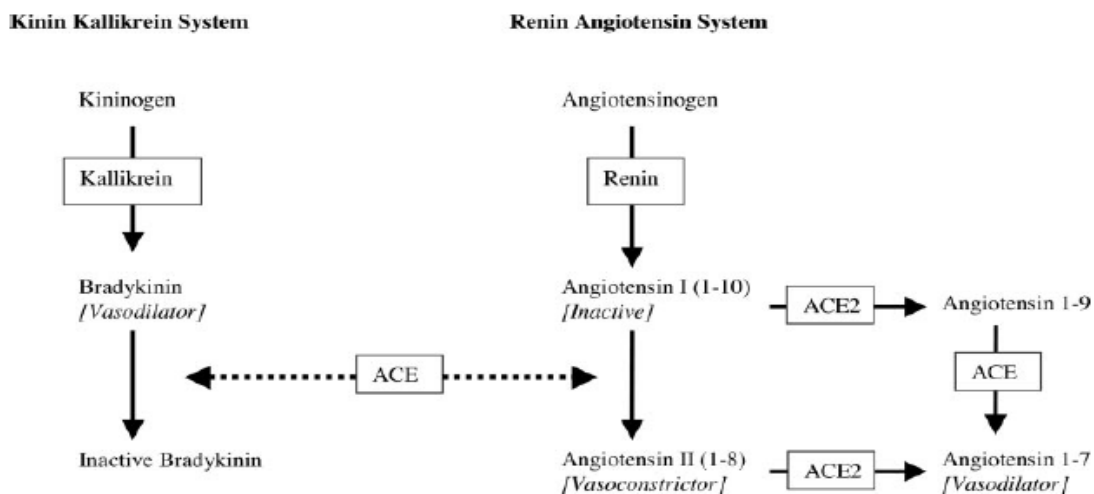 Kinin Kallikrein System
Renin Angiotensin System
Kininogen
Angiotensinogen
Kallikrein
Renin
Bradykinin
[Vasodilator]
Angiotensin I (1-10)
[Inactive]
ACE2
Angiotensin 1-9
ACE
ACE
Inactive Bradykinin
Angiotensin II (1-8)
[Vasoconstrictor]
ACE2
Angiotensin 1-7
[Vasodilator]